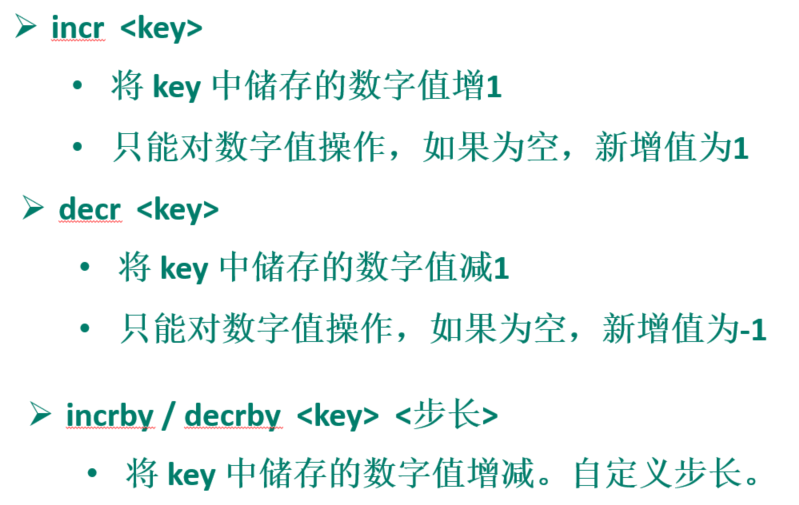 ➢ incr <key>
• 将 key 中储存的数字值增1
• 只能对数字值操作，如果为空，新增值为1
➢ decr <key>
• 将 key 中储存的数字值减1
• 只能对数字值操作，如果为空，新增值为-1
➢ incrby / decrby <key> <步长>
• 将 key 中储存的数字值增减。自定义步长。